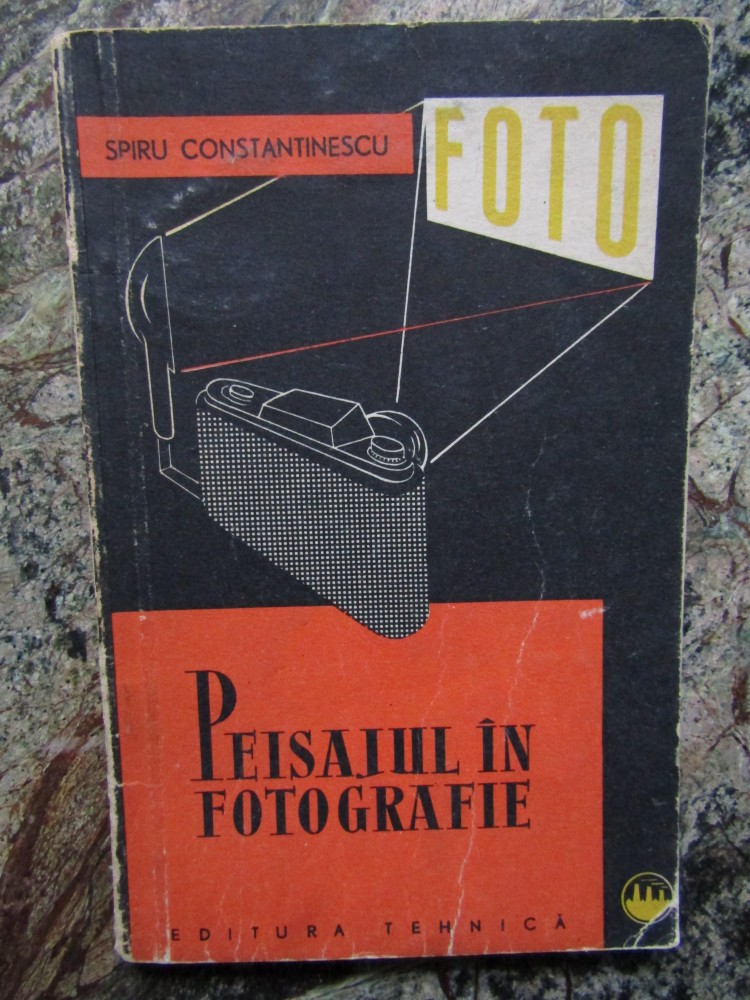 SPIRU CONSTANTINESCU
FOTO
PEISAJUL ÎN
FOTOGRAFIE
EDITURA TEHNICĂ